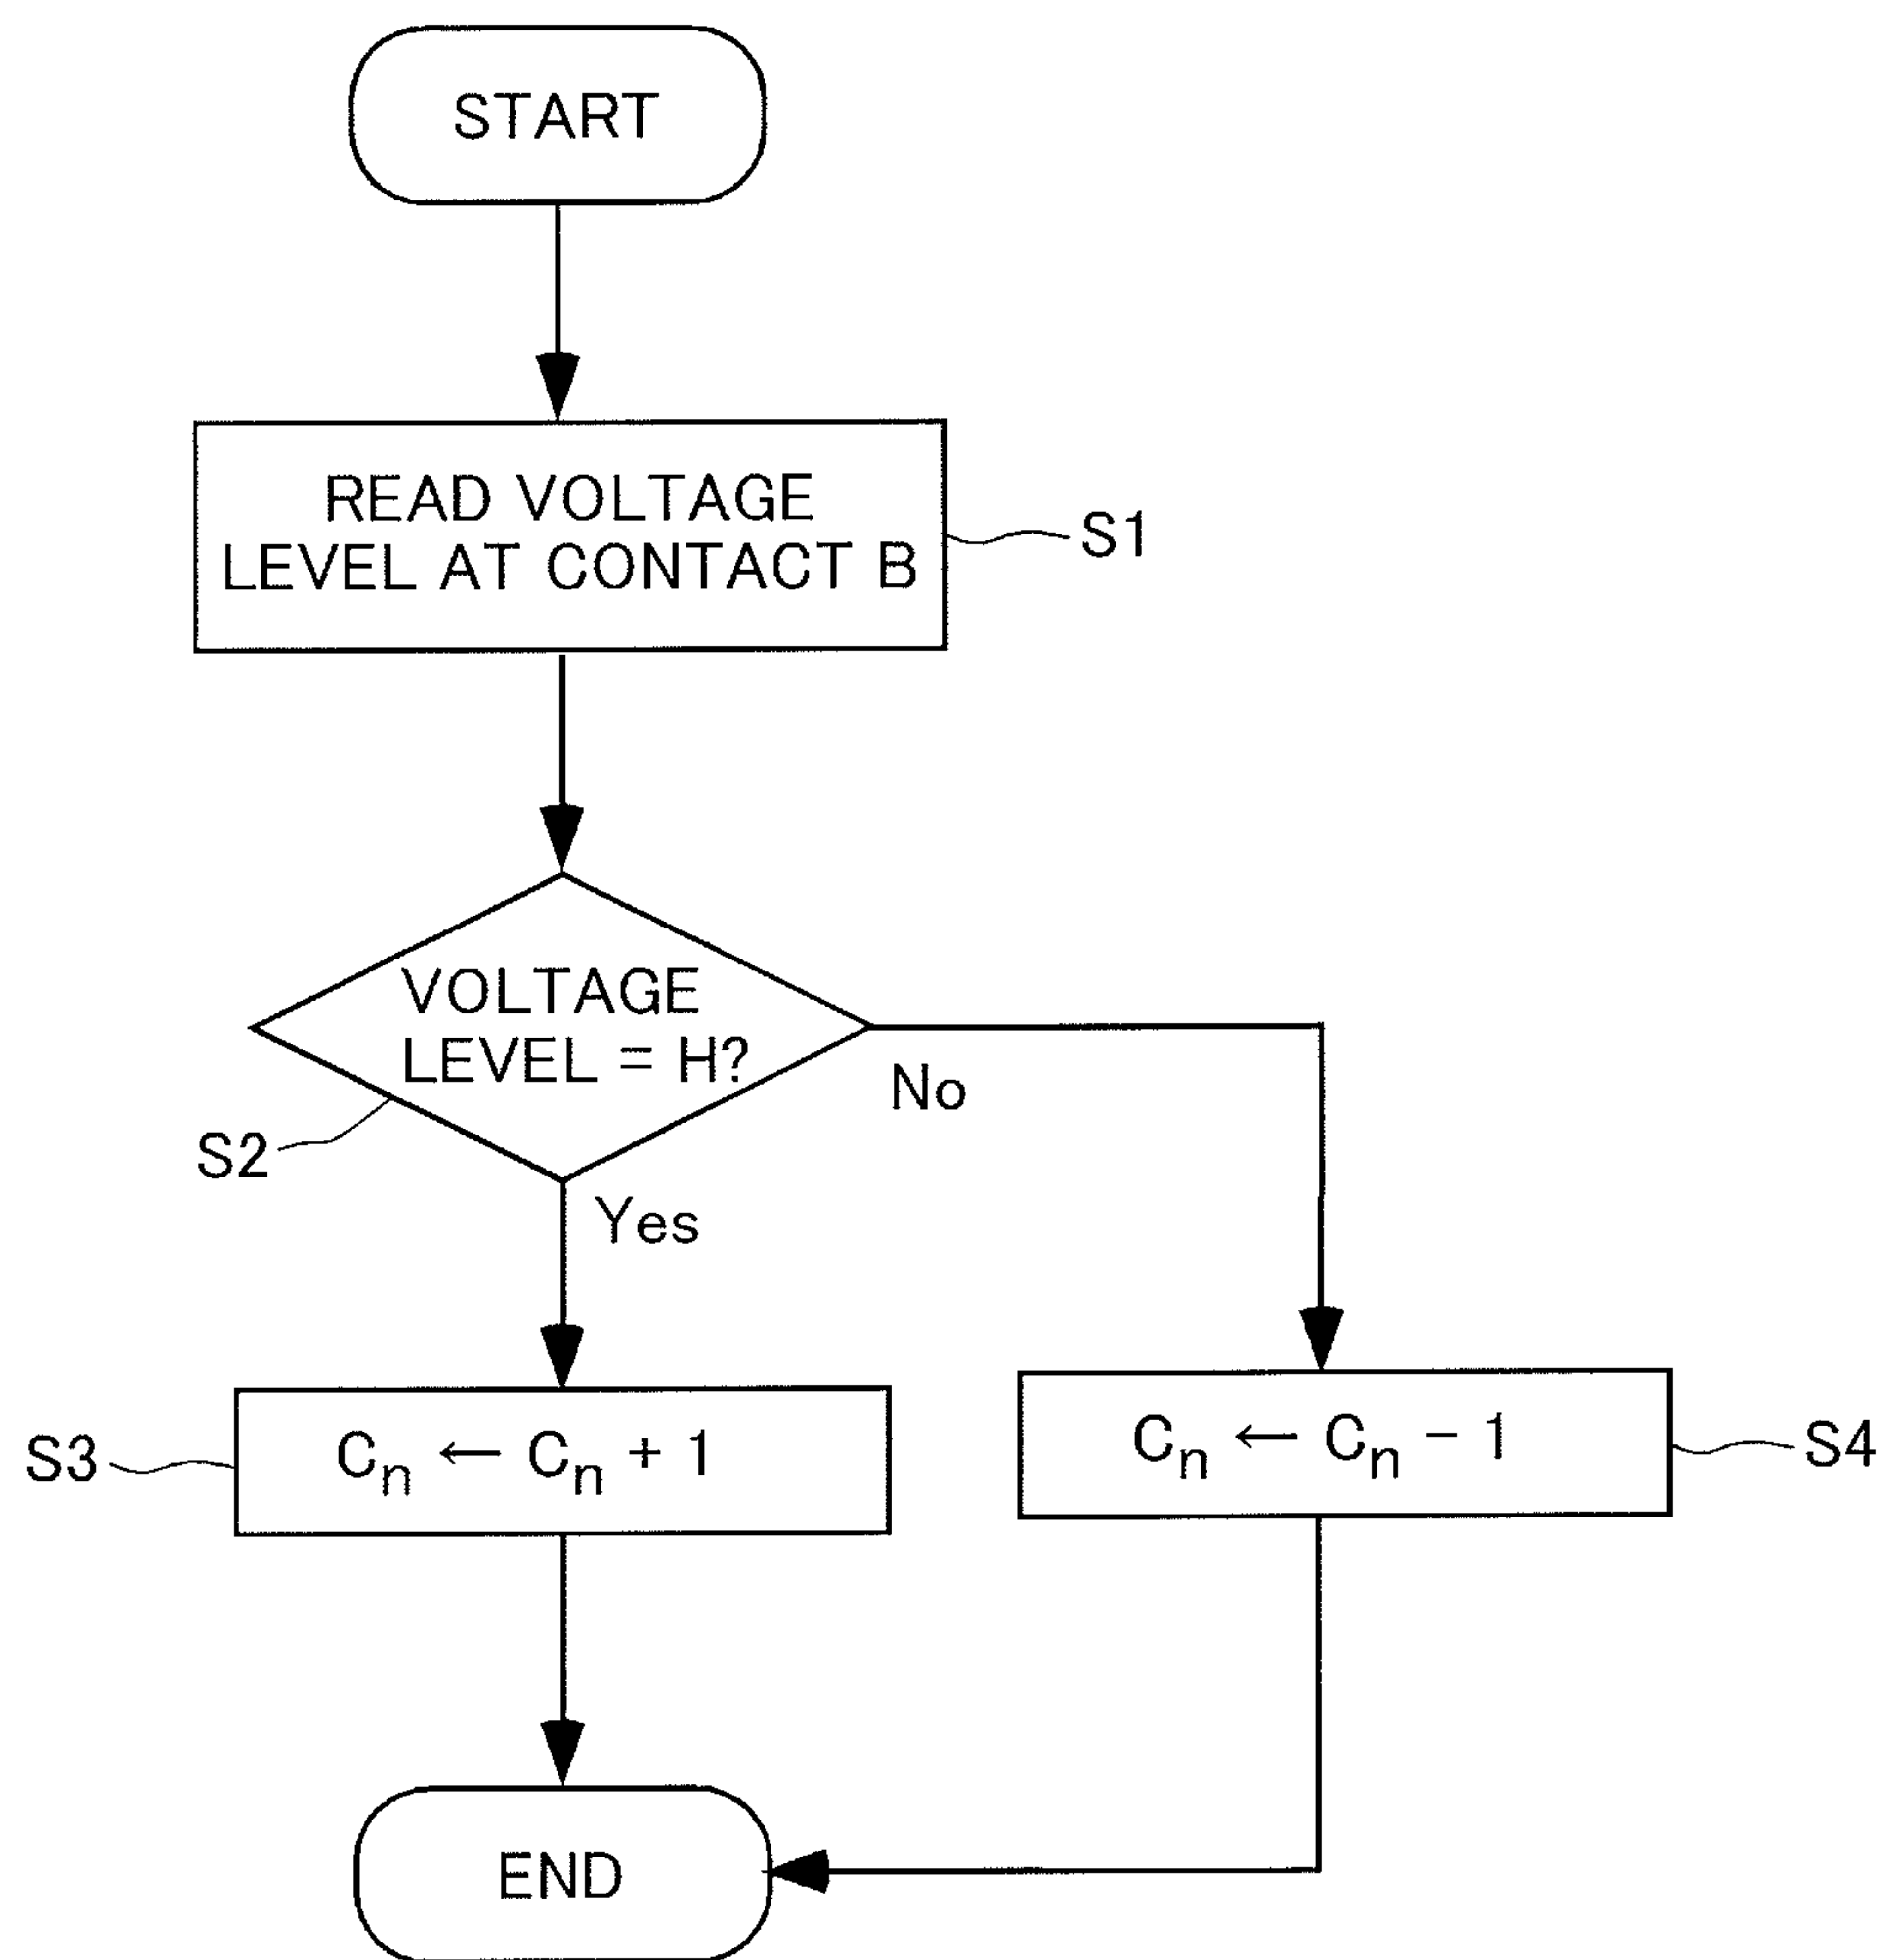 START
READ VOLTAGE
LEVEL AT CONTACT B
S1
VOLTAGE
LEVEL = H?
No
S2
Yes
S3
Cn ← Cn + 1
Cn ← Cn − 1
S4
END